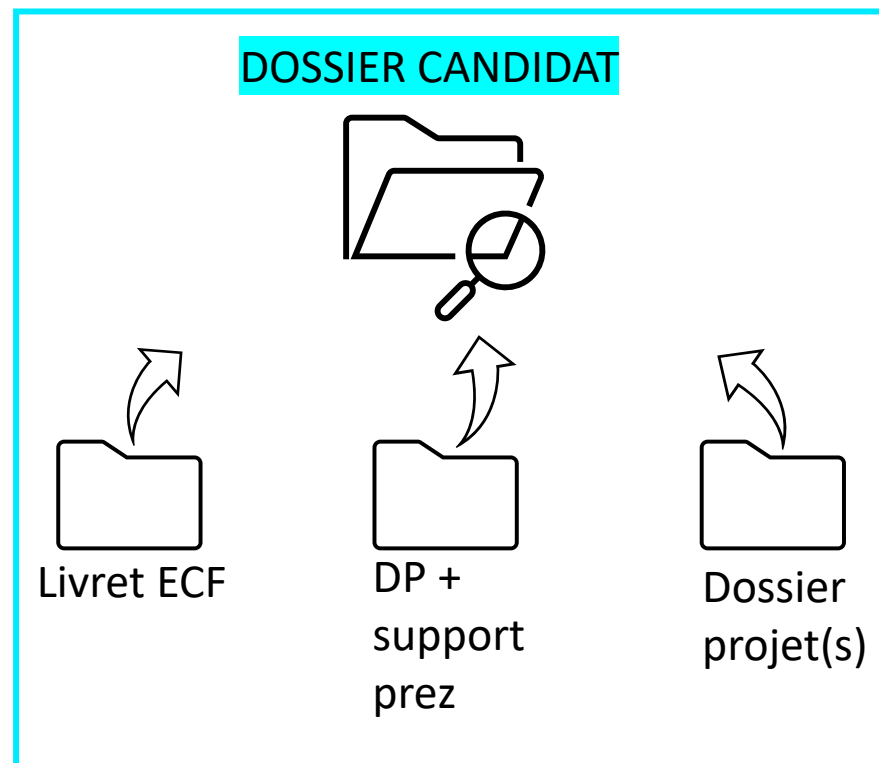 DOSSIER CANDIDAT
Livret ECF
DP +
support
prez
Dossier
projet(s)